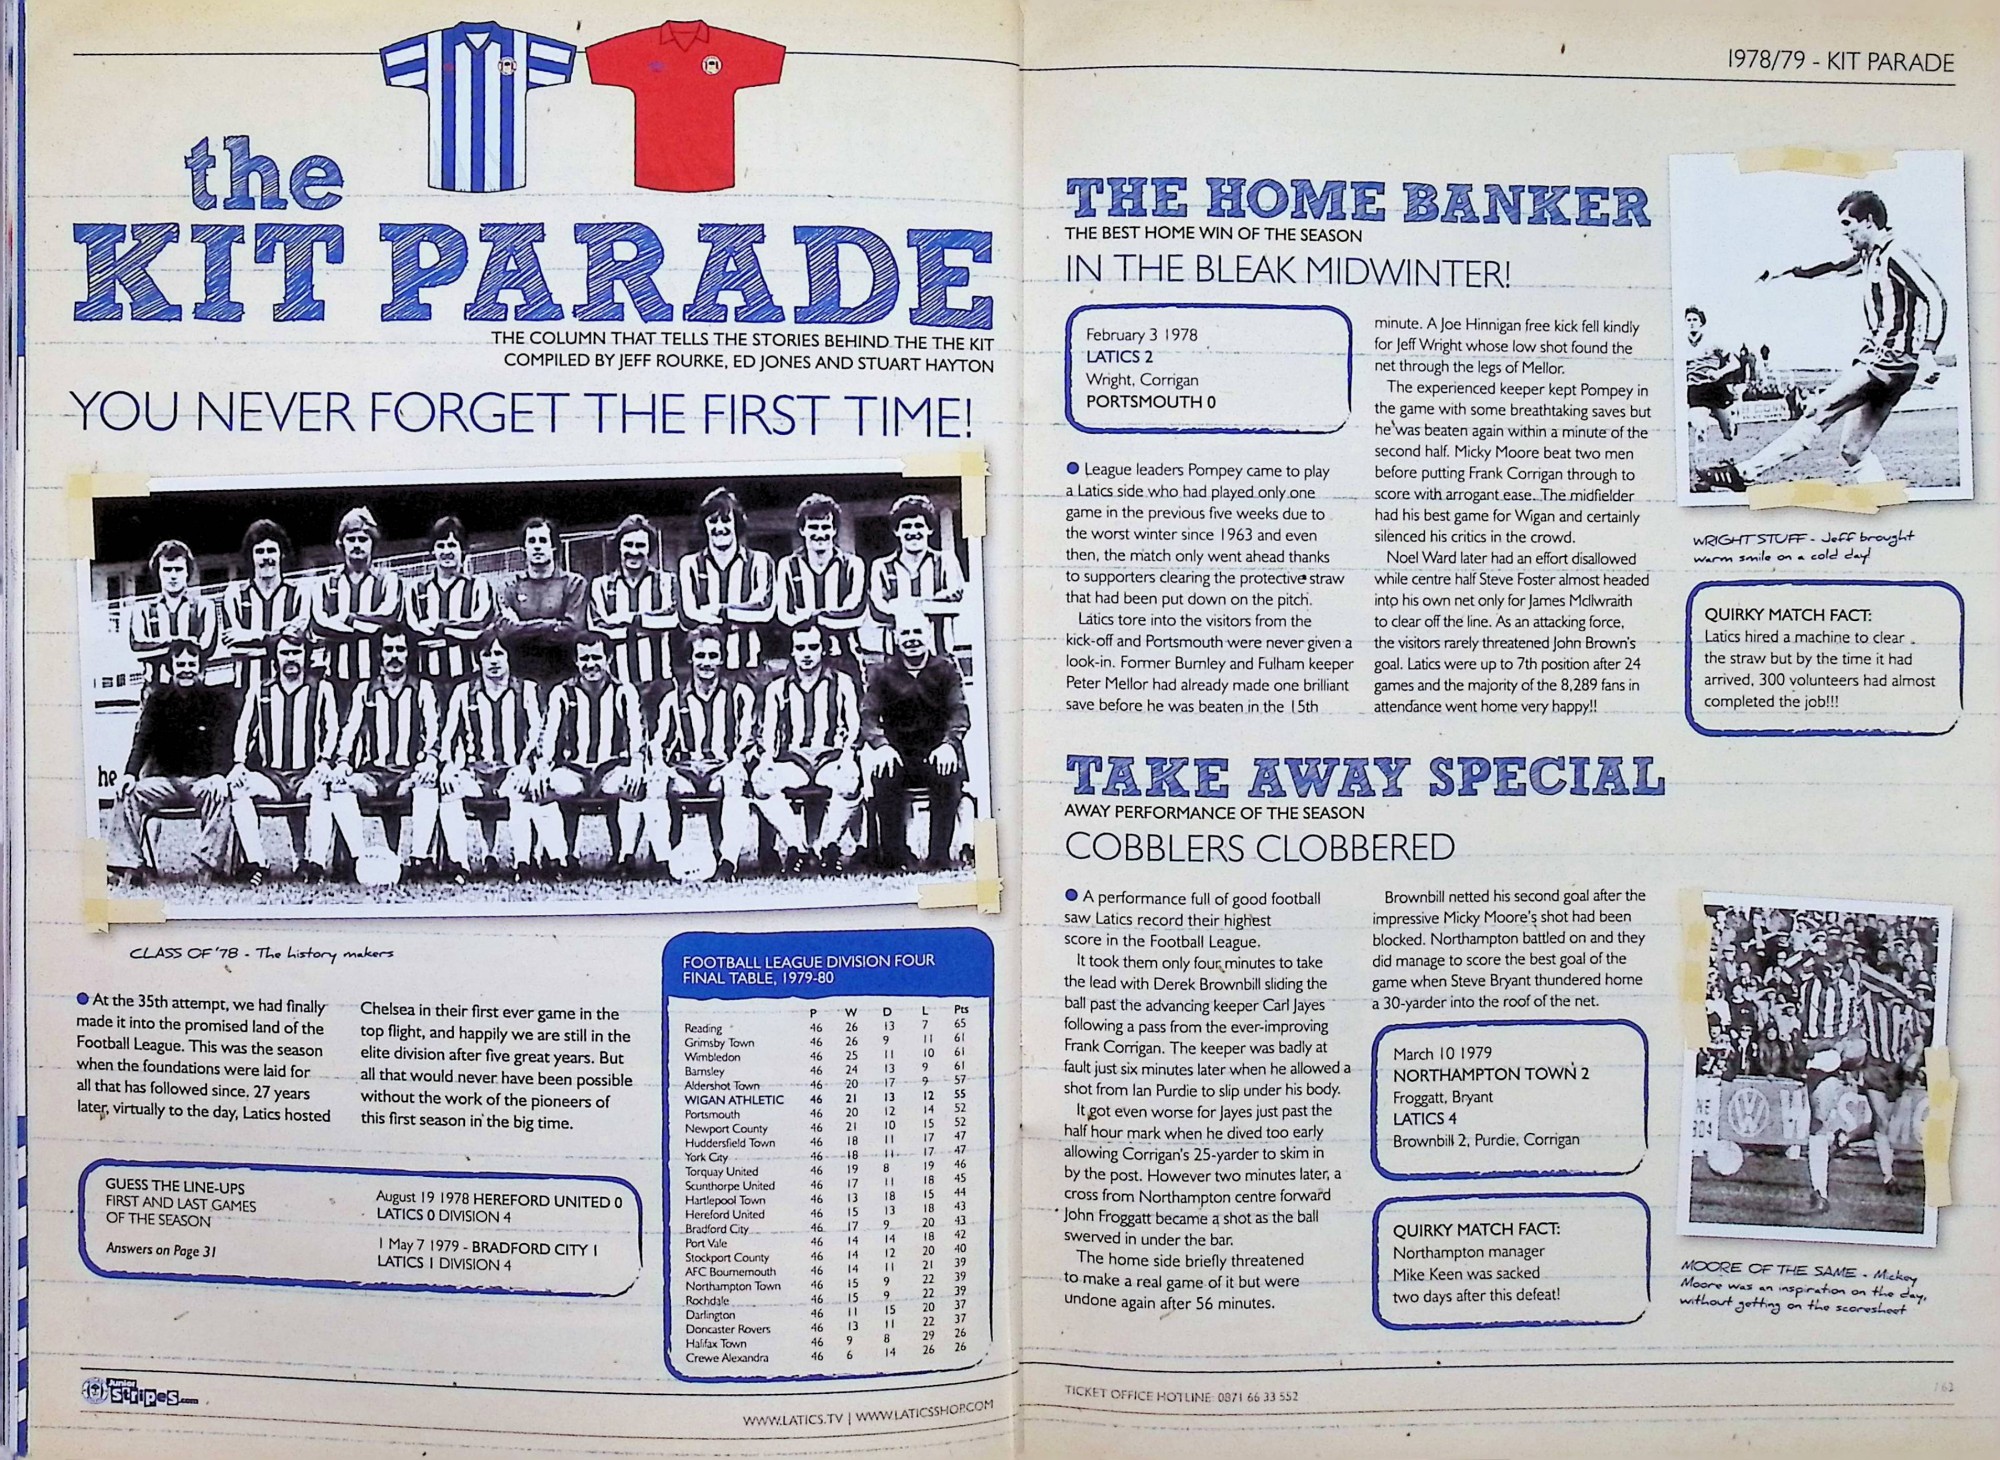 the
KIT PARADE
THE COLUMN THAT TELLS THE STORIES BEHIND THE THE KIT
COMPILED BY JEFF ROURKE, ED JONES AND STUART HAYTON
YOU NEVER FORGET THE FIRST TIME!
he
CLASS OF '78 - The history makers
At the 35th attempt, we had finally
made it into the promised land of the
Football League. This was the season
when the foundations were laid for
all that has followed since. 27 years
later, virtually to the day, Latics hosted
Chelsea in their first ever game in the
top flight, and happily we are still in the
elite division after five great years. But
all that would never have been possible
without the work of the pioneers of
this first season in the big time.
GUESS THE LINE-UPS
FIRST AND LAST GAMES
OF THE SEASON
Answers on Page 31
August 19 1978 HEREFORD UNITED 0
LATICS 0 DIVISION 4
1 May 7 1979 - BRADFORD CITY 1
LATICS 1 DIVISION 4
FOOTBALL LEAGUE DIVISION FOUR
FINAL TABLE, 1979-80
P W D L Pts
Reading 46 26 13 7 65
Grimsby Town 46 26 9 11 61
Wimbledon 46 25 11 10 61
Barnsley 46 24 13 9 61
Aldershot Town 46 20 17 9 57
WIGAN ATHLETIC 46 21 13 12 55
Portsmouth 46 20 12 14 52
Newport County 46 21 10 15 52
Huddersfield Town 46 18 11 17 47
York City 46 18 11 17 47
Torquay United 46 19 8 19 46
Scunthorpe United 46 17 11 18 45
Hartlepool Town 46 13 18 15 44
Hereford United 46 15 13 18 43
Bradford City 46 17 9 20 43
Port Vale 46 14 14 18 42
Stockport County 46 14 12 20 40
AFC Bournemouth 46 14 11 21 39
Northampton Town 46 15 9 22 39
Rochdale 46 15 9 22 39
Darlington 46 11 15 20 37
Doncaster Rovers 46 13 11 22 37
Halifax Town 46 9 8 29 26
Crewe Alexandra 46 6 14 26 26
Junior
Stripes.com
WWW.LATICS.TV | WWW.LATICSSHOP.COM
1978/79 - KIT PARADE
THE HOME BANKER
THE BEST HOME WIN OF THE SEASON
IN THE BLEAK MIDWINTER!
February 3 1978
LATICS 2
Wright, Corrigan
PORTSMOUTH 0
League leaders Pompey came to play
a Latics side who had played only one
game in the previous five weeks due to
the worst winter since 1963 and even
then, the match only went ahead thanks
to supporters clearing the protective straw
that had been put down on the pitch.
Latics tore into the visitors from the
kick-off and Portsmouth were never given a
look-in. Former Burnley and Fulham keeper
Peter Mellor had already made one brilliant
save before he was beaten in the 15th
minute. A Joe Hinnigan free kick fell kindly
for Jeff Wright whose low shot found the
net through the legs of Mellor.
The experienced keeper kept Pompey in
the game with some breathtaking saves but
he was beaten again within a minute of the
second half. Micky Moore beat two men
before putting Frank Corrigan through to
score with arrogant ease. The midfielder
had his best game for Wigan and certainly
silenced his critics in the crowd.
Noel Ward later had an effort disallowed
while centre half Steve Foster almost headed
into his own net only for James McIlwraith
to clear off the line. As an attacking force,
the visitors rarely threatened John Brown's
goal. Latics were up to 7th position after 24
games and the majority of the 8,289 fans in
attendance went home very happy!!
WRIGHT STUFF - Jeff brought
warm smile on a cold day!
QUIRKY MATCH FACT:
Latics hired a machine to clear
the straw but by the time it had
arrived, 300 volunteers had almost
completed the job!!!
TAKE AWAY SPECIAL
AWAY PERFORMANCE OF THE SEASON
COBBLERS CLOBBERED
A performance full of good football
saw Latics record their highest
score in the Football League.
It took them only four minutes to take
the lead with Derek Brownbill sliding the
ball past the advancing keeper Carl Jayes
following a pass from the ever-improving
Frank Corrigan. The keeper was badly at
fault just six minutes later when he allowed a
shot from Ian Purdie to slip under his body.
It got even worse for Jayes just past the
half hour mark when he dived too early
allowing Corrigan's 25-yarder to skim in
by the post. However two minutes later, a
cross from Northampton centre forward
John Froggatt became a shot as the ball
swerved in under the bar.
The home side briefly threatened
to make a real game of it but were
undone again after 56 minutes.
Brownbill netted his second goal after the
impressive Micky Moore's shot had been
blocked. Northampton battled on and they
did manage to score the best goal of the
game when Steve Bryant thundered home
a 30-yarder into the roof of the net.
March 10 1979
NORTHAMPTON TOWN 2
Froggatt, Bryant
LATICS 4
Brownbill 2, Purdie, Corrigan
QUIRKY MATCH FACT:
Northampton manager
Mike Keen was sacked
two days after this defeat!
MOORE OF THE SAME - Mickey
Moore was an inspiration on the day,
without getting on the scoresheet
TICKET OFFICE HOTLINE: 0871 66 33 552
/ 63